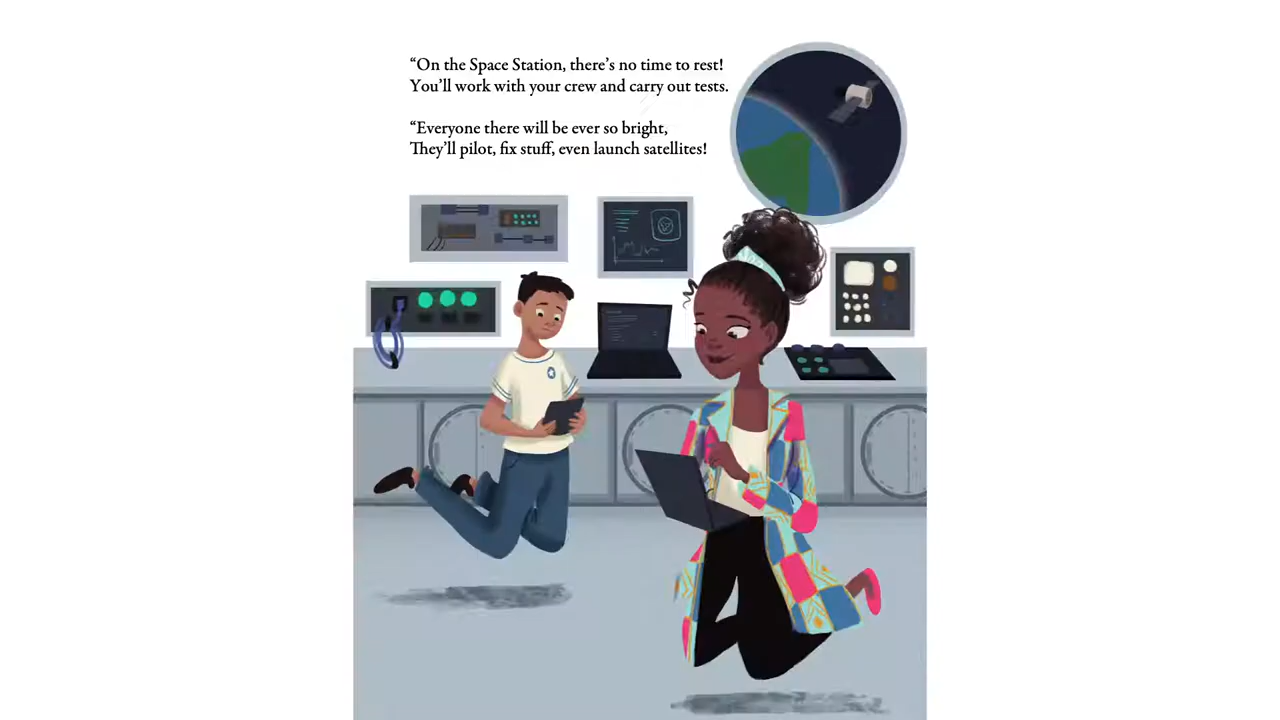 “On the Space Station, there’s no time to rest!
You’ll work with your crew and carry out tests.
“Everyone there will be ever so bright,
They’ll pilot, fix stuff, even launch satellites!